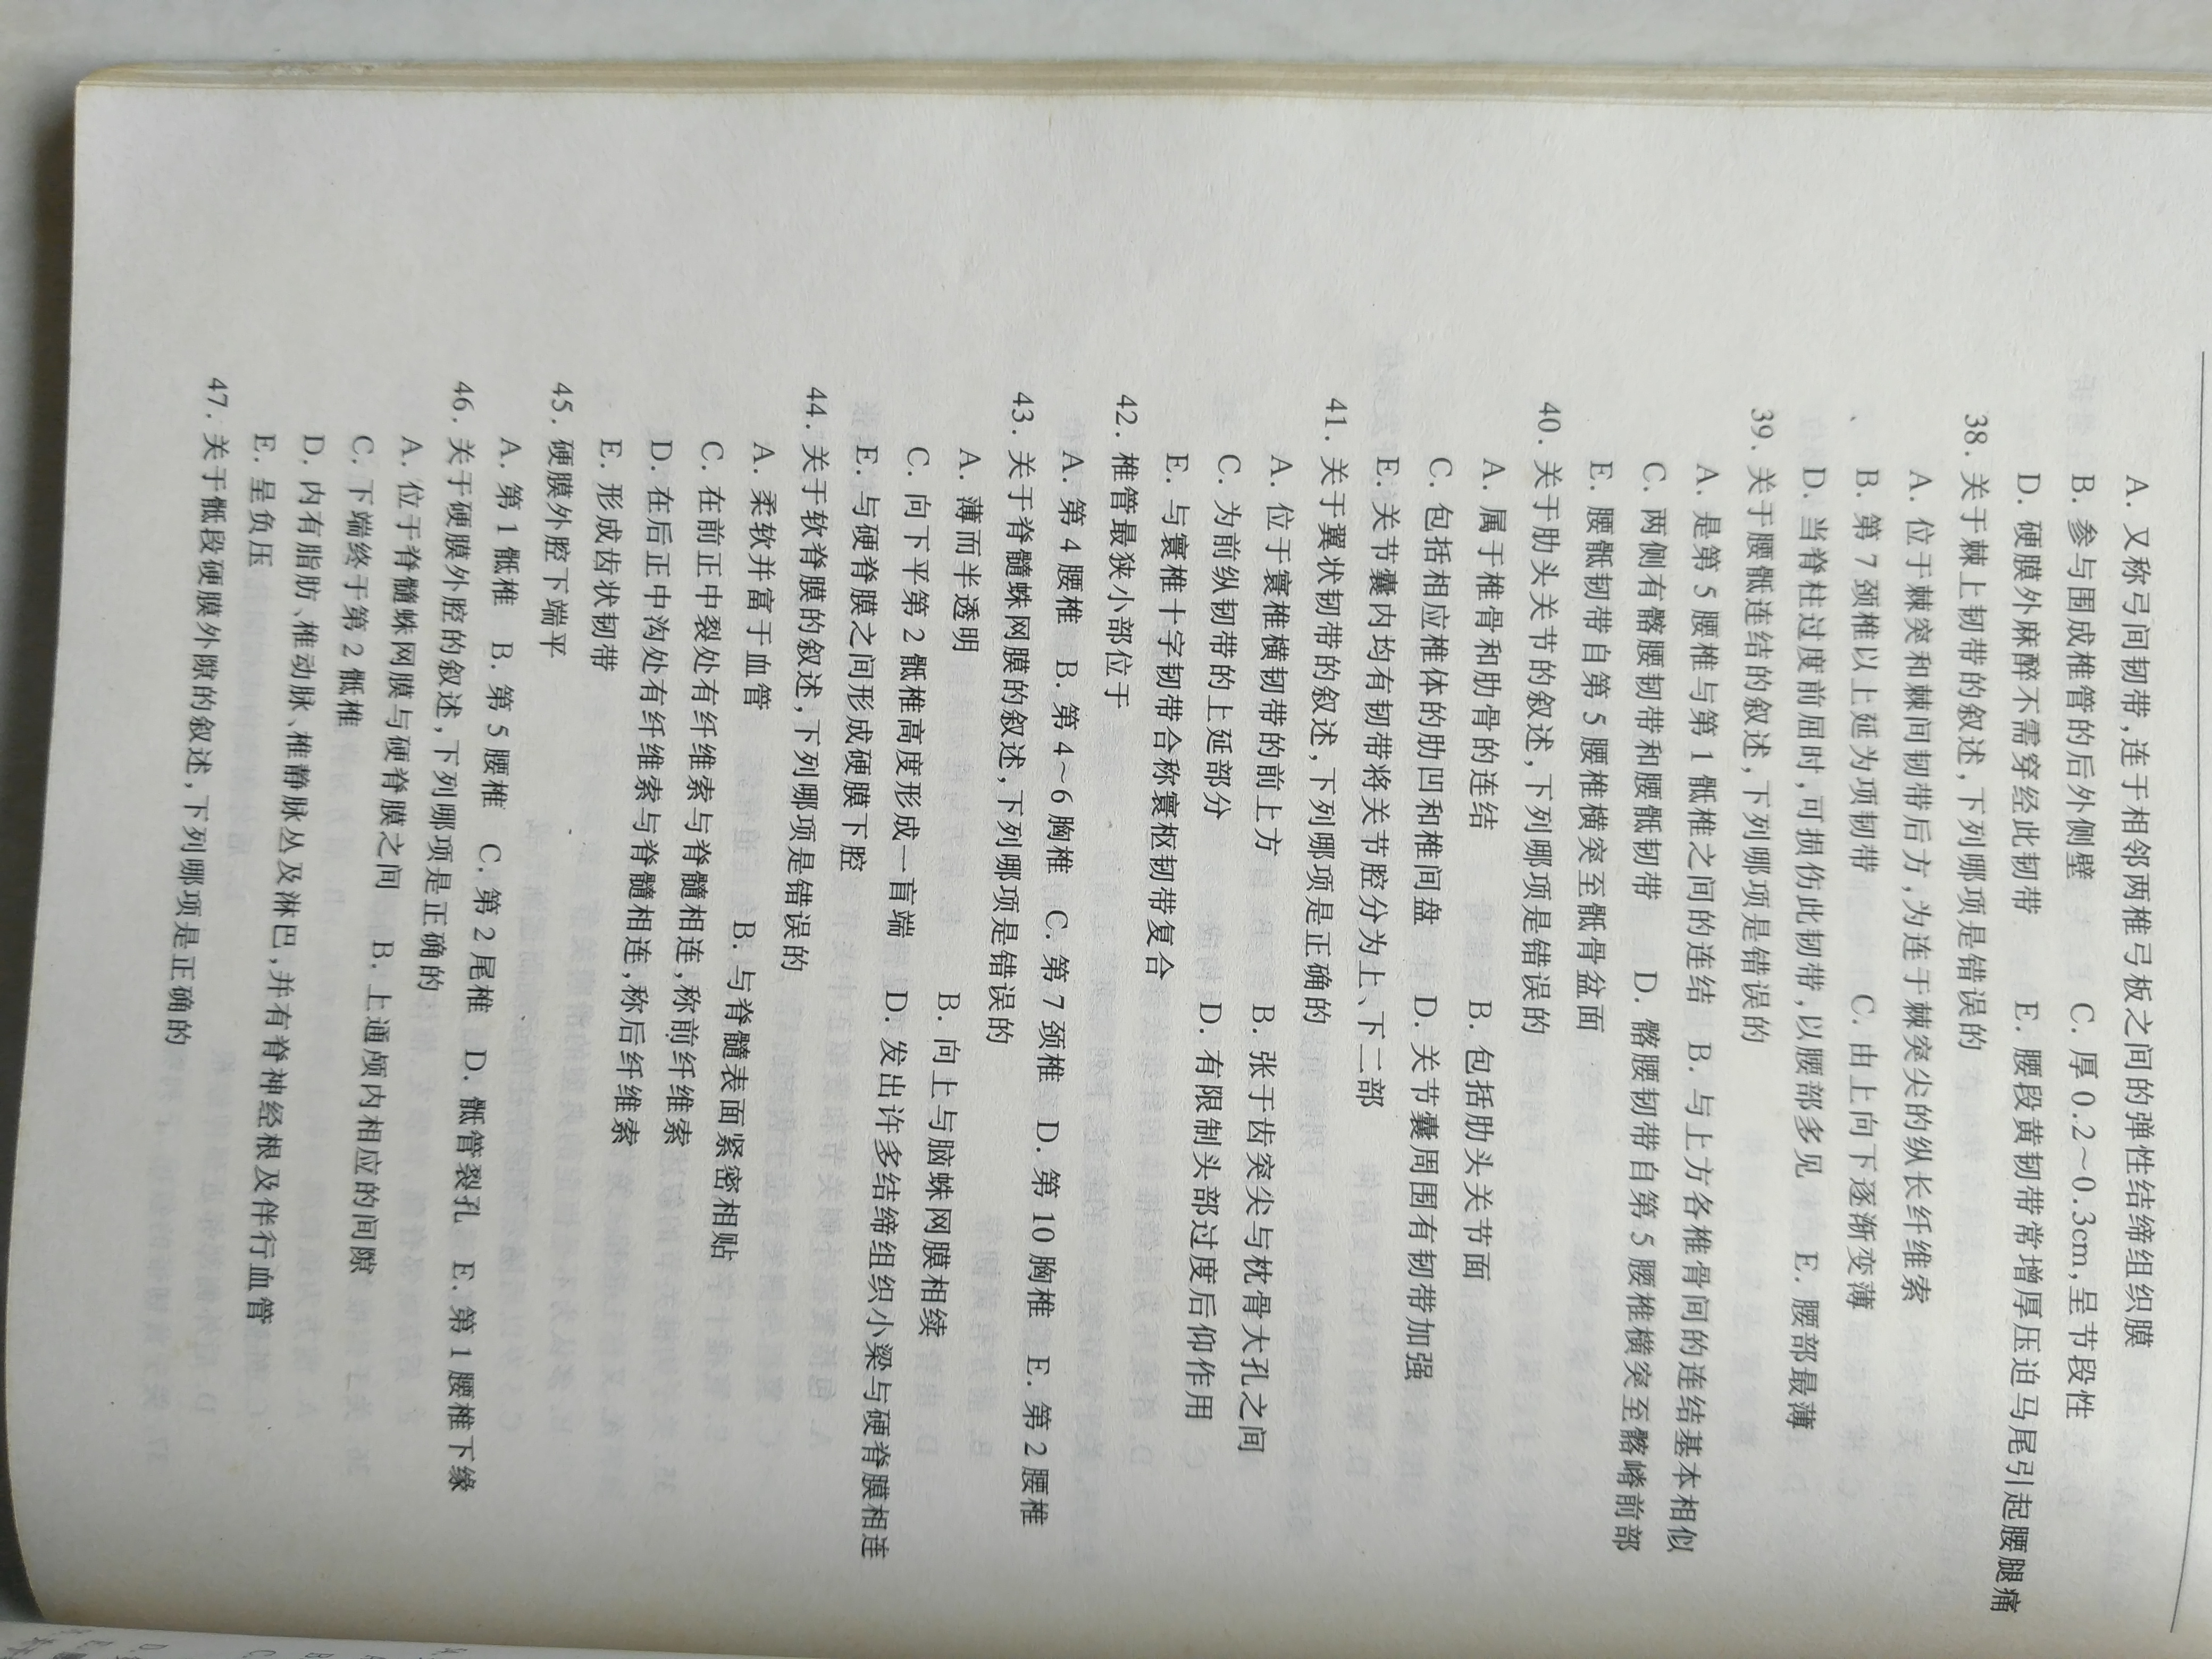 A. 又称弓间韧带,连于相邻两椎弓板之间的弹性结缔组织膜
B. 参与围成椎管的后外侧壁 C. 厚 0.2～0.3cm,呈节段性
D. 硬膜外麻醉不需穿经此韧带 E. 腰段黄韧带常增厚压迫马尾引起腰腿痛
38. 关于棘上韧带的叙述,下列哪项是错误的
A. 位于棘突和棘间韧带后方,为连于棘突尖的纵长纤维索
B. 第 7 颈椎以上延为项韧带 C. 由上向下逐渐变薄
D. 当脊柱过度前屈时,可损伤此韧带,以腰部多见 E. 腰部最薄
39. 关于腰骶连结的叙述,下列哪项是错误的
A. 是第 5 腰椎与第 1 骶椎之间的连结 B. 与上方各椎骨间的连结基本相似
C. 两侧有髂腰韧带和腰骶韧带 D. 髂腰韧带自第 5 腰椎横突至髂嵴前部
E. 腰骶韧带自第 5 腰椎横突至骶骨盆面
40. 关于肋头关节的叙述,下列哪项是错误的
A. 属于椎骨和肋骨的连结 B. 包括肋头关节面
C. 包括相应椎体的肋凹和椎间盘 D. 关节囊周围有韧带加强
E. 关节囊内均有韧带将关节腔分为上、下二部
41. 关于翼状韧带的叙述,下列哪项是正确的
A. 位于寰椎横韧带的前上方 B. 张于齿突尖与枕骨大孔之间
C. 为前纵韧带的上延部分 D. 有限制头部过度后仰作用
E. 与寰椎十字韧带合称寰枢韧带复合
42. 椎管最狭小部位于
A. 第 4 腰椎 B. 第 4～6 胸椎 C. 第 7 颈椎 D. 第 10 胸椎 E. 第 2 腰椎
43. 关于脊髓蛛网膜的叙述,下列哪项是错误的
A. 薄而半透明 B. 向上与脑蛛网膜相续
C. 向下平第 2 骶椎高度形成一盲端 D. 发出许多结缔组织小梁与硬脊膜相连
E. 与硬脊膜之间形成硬膜下腔
44. 关于软脊膜的叙述,下列哪项是错误的
A. 柔软并富于血管 B. 与脊髓表面紧密相贴
C. 在前正中裂处有纤维索与脊髓相连,称前纤维索
D. 在后正中沟处有纤维索与脊髓相连,称后纤维索
E. 形成齿状韧带
45. 硬膜外腔下端平
A. 第 1 骶椎 B. 第 5 腰椎 C. 第 2 尾椎 D. 骶管裂孔 E. 第 1 腰椎下缘
46. 关于硬膜外腔的叙述,下列哪项是正确的
A. 位于脊髓蛛网膜与硬脊膜之间 B. 上通颅内相应的间隙
C. 下端终于第 2 骶椎
D. 内有脂肪、椎动脉、椎静脉丛及淋巴,并有脊神经根及伴行血管
E. 呈负压
47. 关于骶段硬膜外隙的叙述,下列哪项是正确的